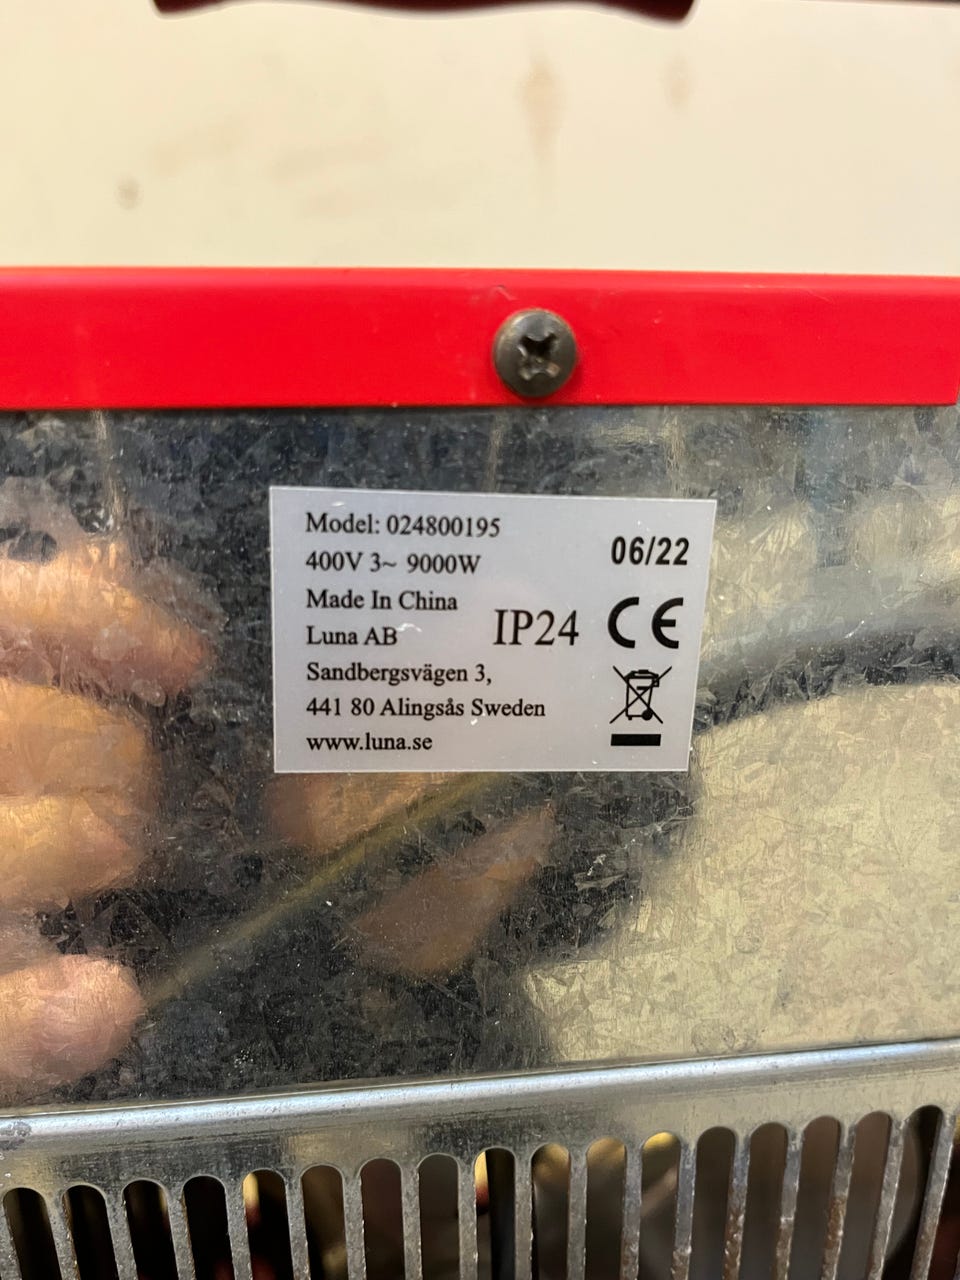 Model: 024800195
400V 3~ 9000W
06/22
Made In China
Luna AB
IP24
CE
Sandbergsvägen 3,
441 80 Alingsås Sweden
www.luna.se